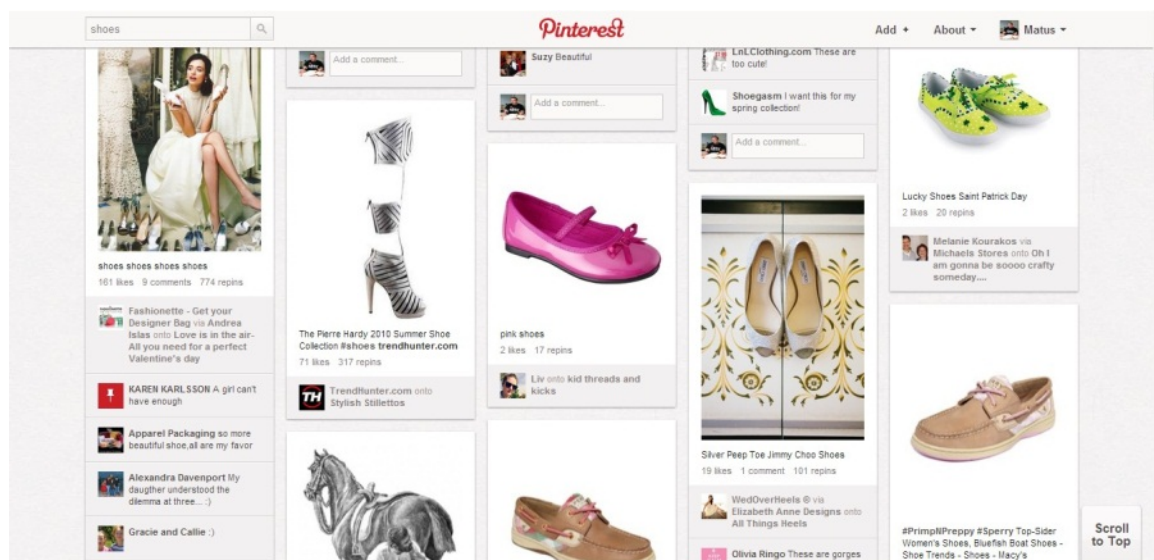 shoes
Pinterest
Add +
About
Matus
shoes shoes shoes shoes
161 likes 9 comments 774 repins
Fashionette - Get your
Designer Bag via Andrea
Islas onto Love is in the air-
All you need for a perfect
Valentine's day
KAREN KARLSSON A girl can't
have enough
Apparel Packaging so more
beautiful shoe,all are my favor
Alexandra Davenport My
daugther understood the
dilemma at three... :)
Gracie and Callie :)
Add a comment...
The Pierre Hardy 2010 Summer Shoe
Collection #shoes trendhunter.com
71 likes 317 repins
TH
TrendHunter.com onto
Stylish Stillettos
Suzy Beautiful
Add a comment...
pink shoes
2 likes 17 repins
Liv onto kid threads and
kicks
LnLClothing.com These are
too cute!
Shoegasm I want this for my
spring collection!
Add a comment...
Silver Peep Toe Jimmy Choo Shoes
19 likes 1 comment 101 repins
WedOverHeels ® via
Elizabeth Anne Designs onto
All Things Heels
Olivia Ringo These are gorges
Lucky Shoes Saint Patrick Day
2 likes 20 repins
Melanie Kourakos via
Michaels Stores onto Oh I
am gonna be soooo crafty
someday....
#PrimpNPreppy #Sperry Top-Sider
Women's Shoes, Bluefish Boat Shoes -
Shoe Trends - Shoes - Macy's
Scroll
to Top